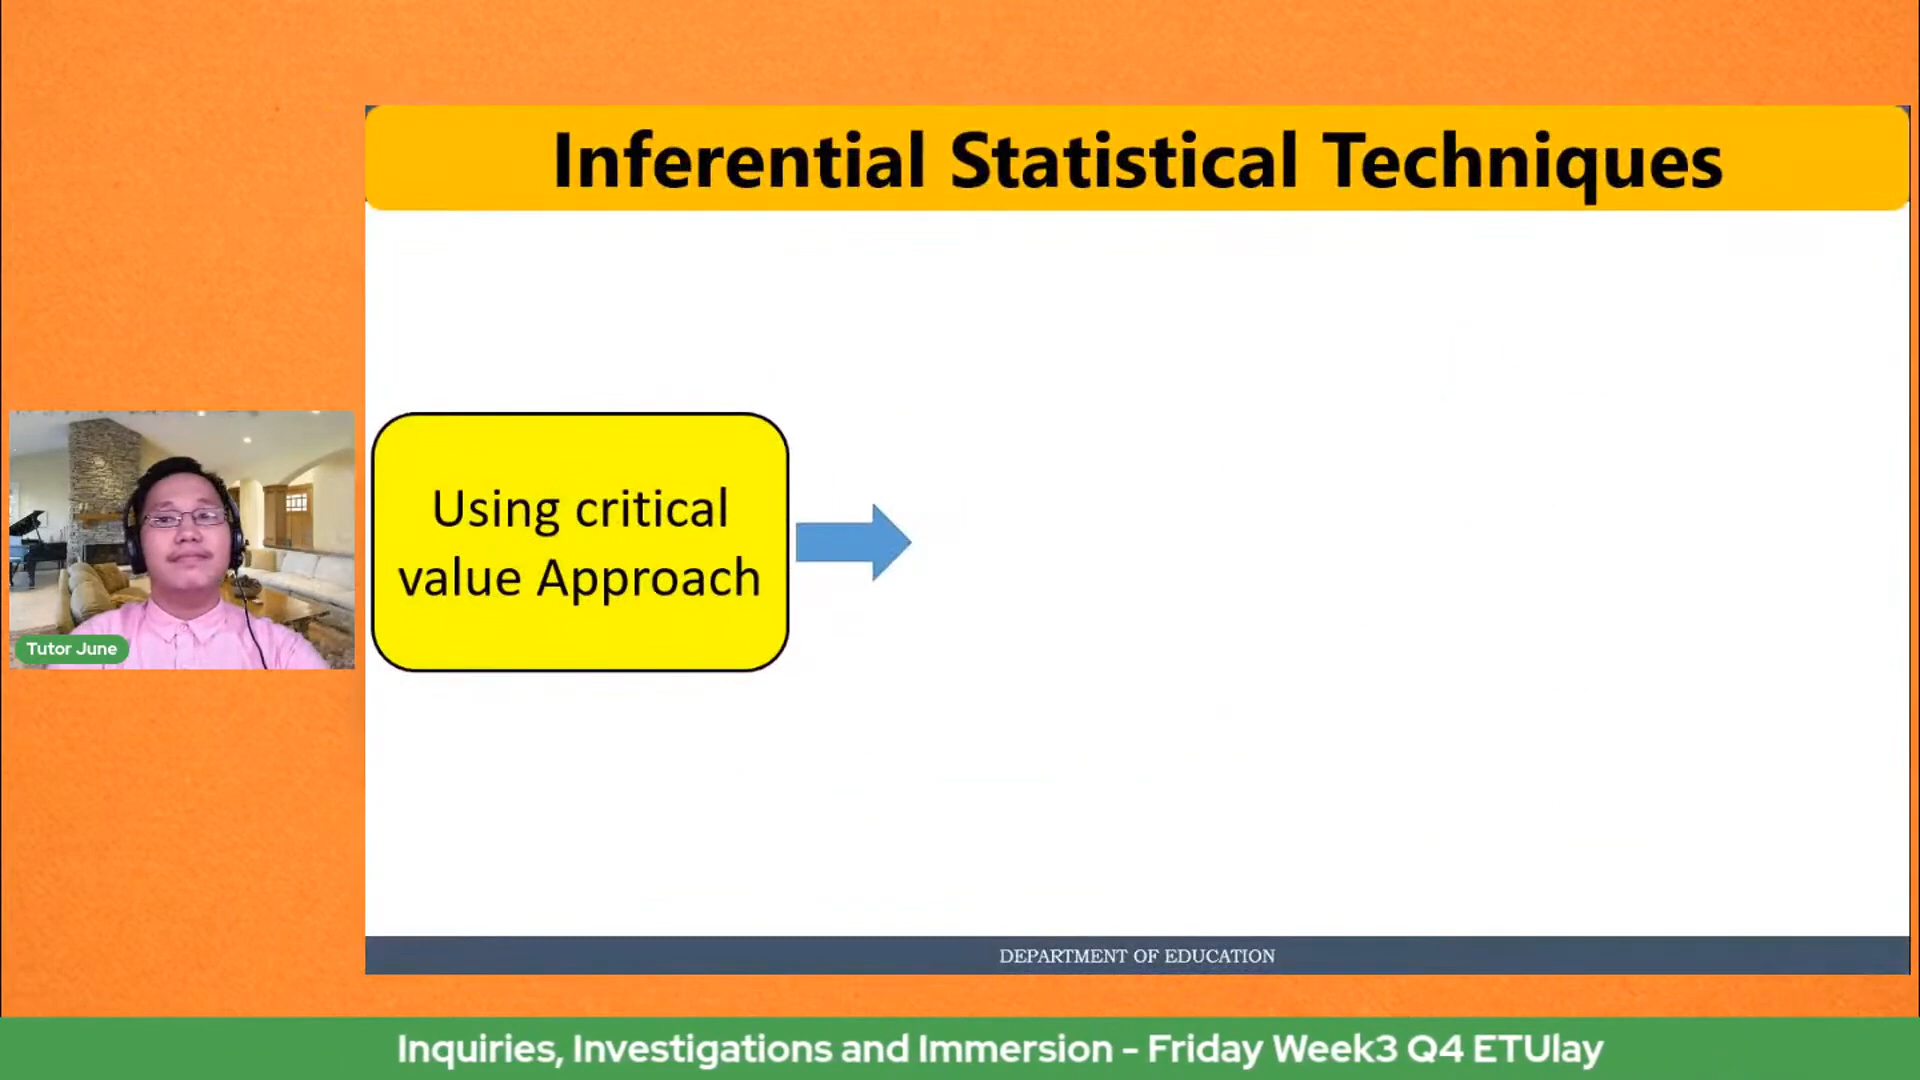 Inferential Statistical Techniques
Using critical
value Approach
Tutor June
DEPARTMENT OF EDUCATION
Inquiries, Investigations and Immersion - Friday Week3 Q4 ETUlay